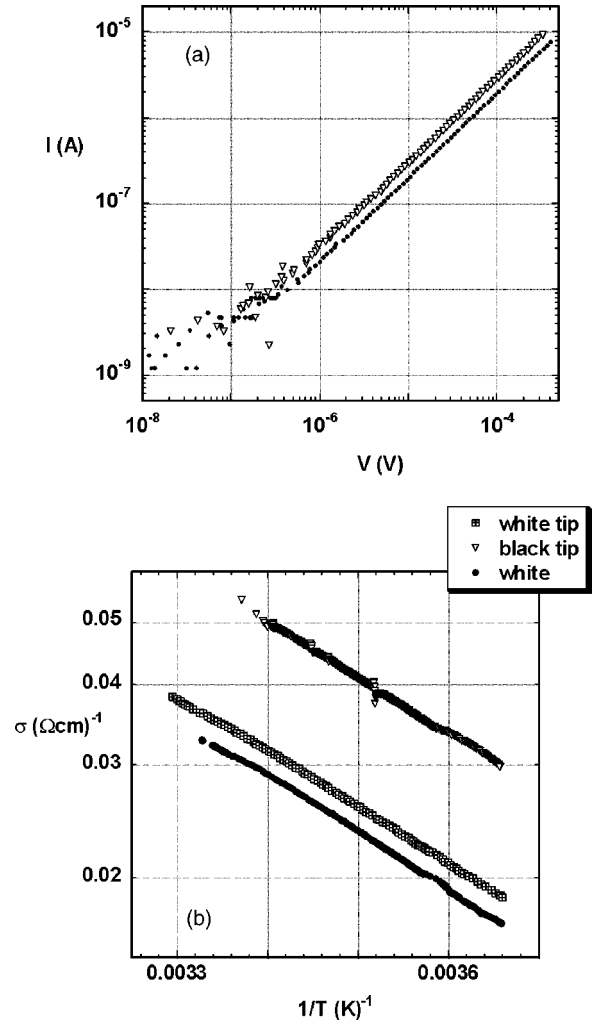 (a)
10⁻⁵
I (A)
10⁻⁷
10⁻⁹
10⁻⁸ 10⁻⁶ 10⁻⁴
V (V)
white tip
black tip
white
0.05
0.04
σ (Ωcm)⁻¹
0.03
0.02
(b)
0.0033 0.0036
1/T (K)⁻¹